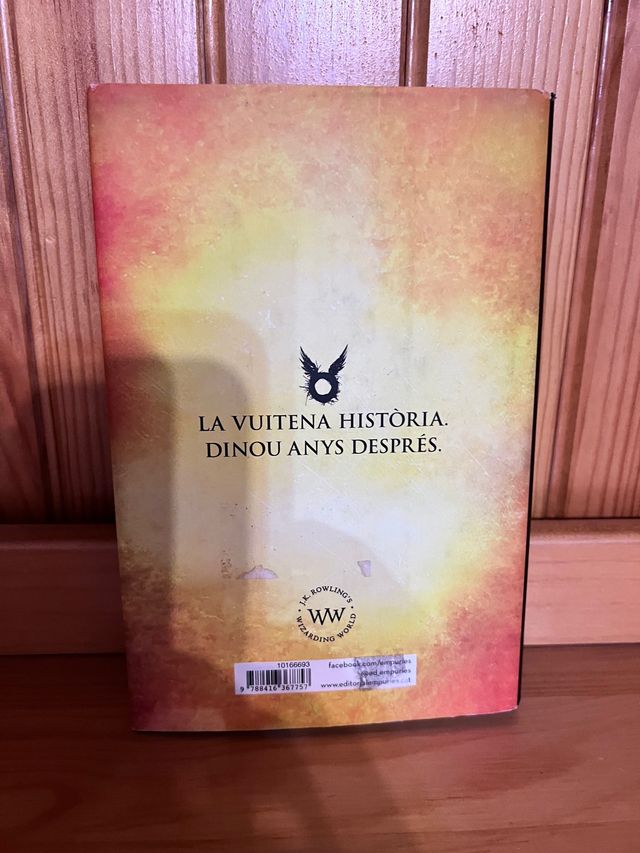 LA VUITENA HISTÒRIA.
DINOU ANYS DESPRÉS.
J.K. ROWLING'S
WW
WIZARDING WORLD
10166693
9 788416 367757
facebook.com/empuries
@ed_empuries
www.editorialempuries.cat